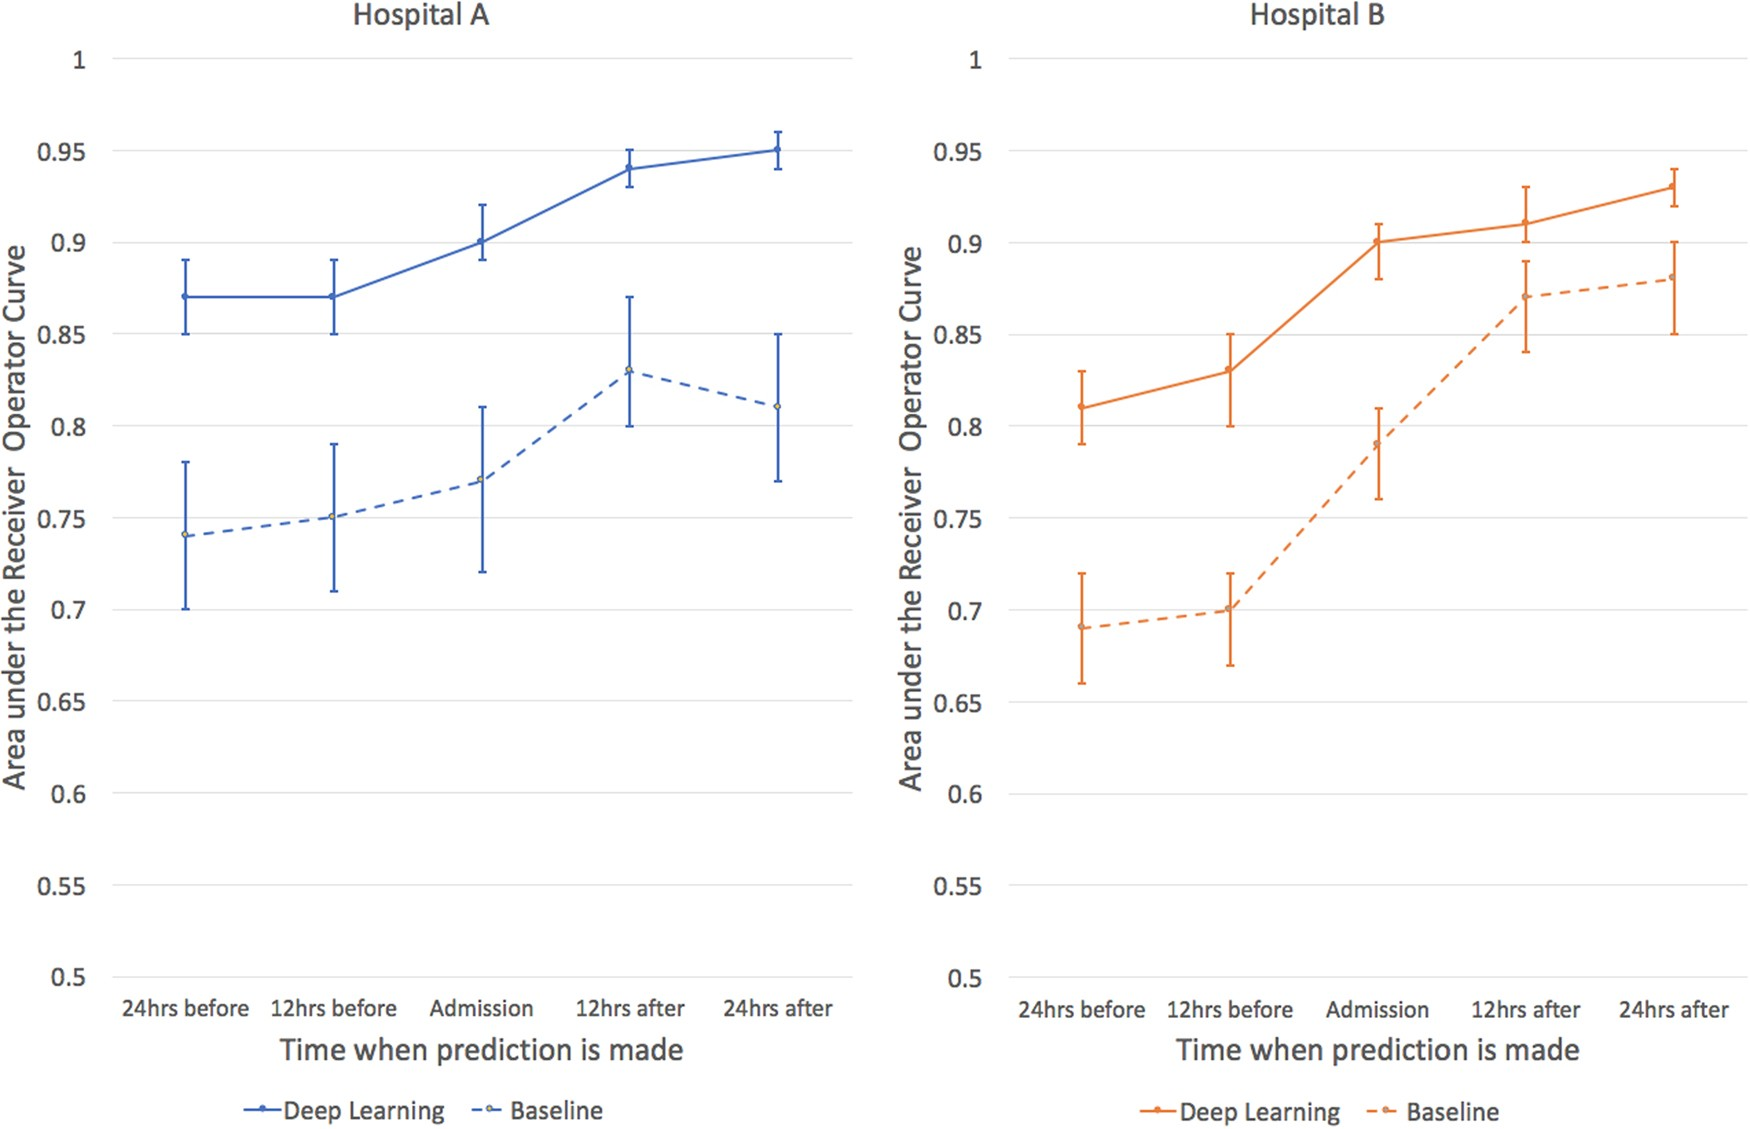 Hospital A
1
0.95
0.9
0.85
0.8
0.75
0.7
0.65
0.6
0.55
0.5
Area under the Receiver Operator Curve
24hrs before 12hrs before Admission 12hrs after 24hrs after
Time when prediction is made
Deep Learning Baseline
Hospital B
1
0.95
0.9
0.85
0.8
0.75
0.7
0.65
0.6
0.55
0.5
Area under the Receiver Operator Curve
24hrs before 12hrs before Admission 12hrs after 24hrs after
Time when prediction is made
Deep Learning Baseline